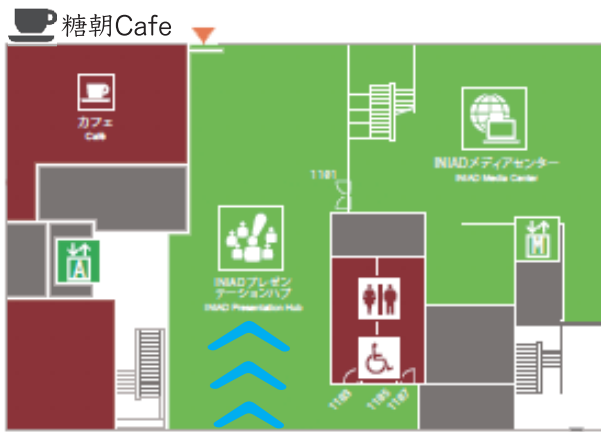 糖朝Cafe
カフェ
Café
1101
INIADメディアセンター
INIAD Media Center
M
A
INIADプレゼン
テーションハブ
INIAD Presentation Hub
1103
1105
1107